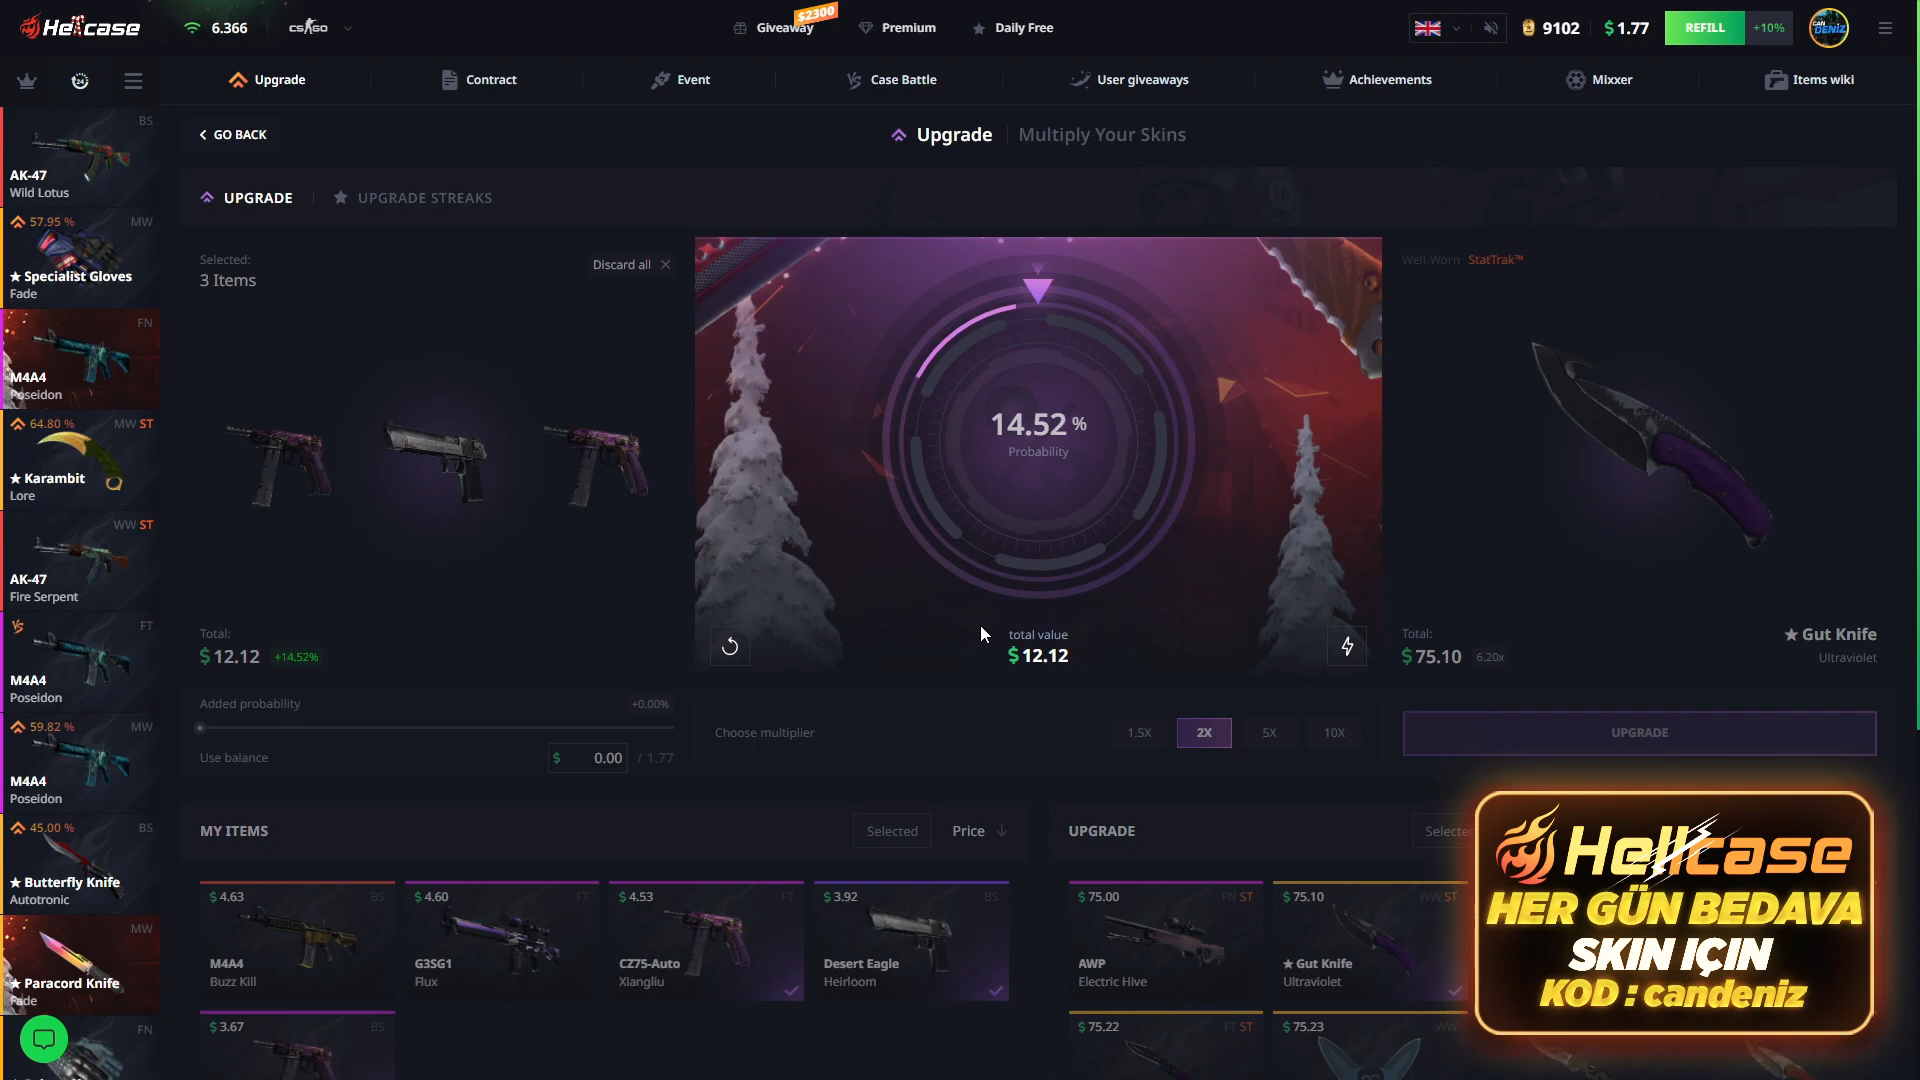 Hellcase
6.366
CS:GO
Giveaway
$2300
Premium
Daily Free
9102
$ 1.77
REFILL
+10%
CAN DENİZ
24
Upgrade
Contract
Event
Case Battle
User giveaways
Achievements
Mixxer
Items wiki
GO BACK
Upgrade
Multiply Your Skins
UPGRADE
UPGRADE STREAKS
BS
AK-47
Wild Lotus
57.95 %
MW
★ Specialist Gloves
Fade
FN
M4A4
Poseidon
64.80 %
MW ST
★ Karambit
Lore
WW ST
AK-47
Fire Serpent
VS
FT
M4A4
Poseidon
59.82 %
MW
M4A4
Poseidon
45.00 %
BS
★ Butterfly Knife
Autotronic
MW
★ Paracord Knife
Fade
FN
Selected:
3 Items
Discard all
Total:
$ 12.12
+14.52%
Added probability
+0.00%
Use balance
$ 0.00
/ 1.77
14.52 %
Probability
total value
$ 12.12
Choose multiplier
1.5X
2X
5X
10X
Well-Worn StatTrak™
Total:
$ 75.10
6.20x
★ Gut Knife
Ultraviolet
UPGRADE
MY ITEMS
Selected
Price
$ 4.63
BS
M4A4
Buzz Kill
$ 4.60
FT
G3SG1
Flux
$ 4.53
FT
CZ75-Auto
Xiangliu
$ 3.92
BS
Desert Eagle
Heirloom
$ 3.67
BS
UPGRADE
Selected
$ 75.00
FN ST
AWP
Electric Hive
$ 75.10
WW ST
★ Gut Knife
Ultraviolet
$ 75.22
FT ST
$ 75.23
WW
Hellcase
HER GÜN BEDAVA
SKIN IÇIN
KOD : candeniz